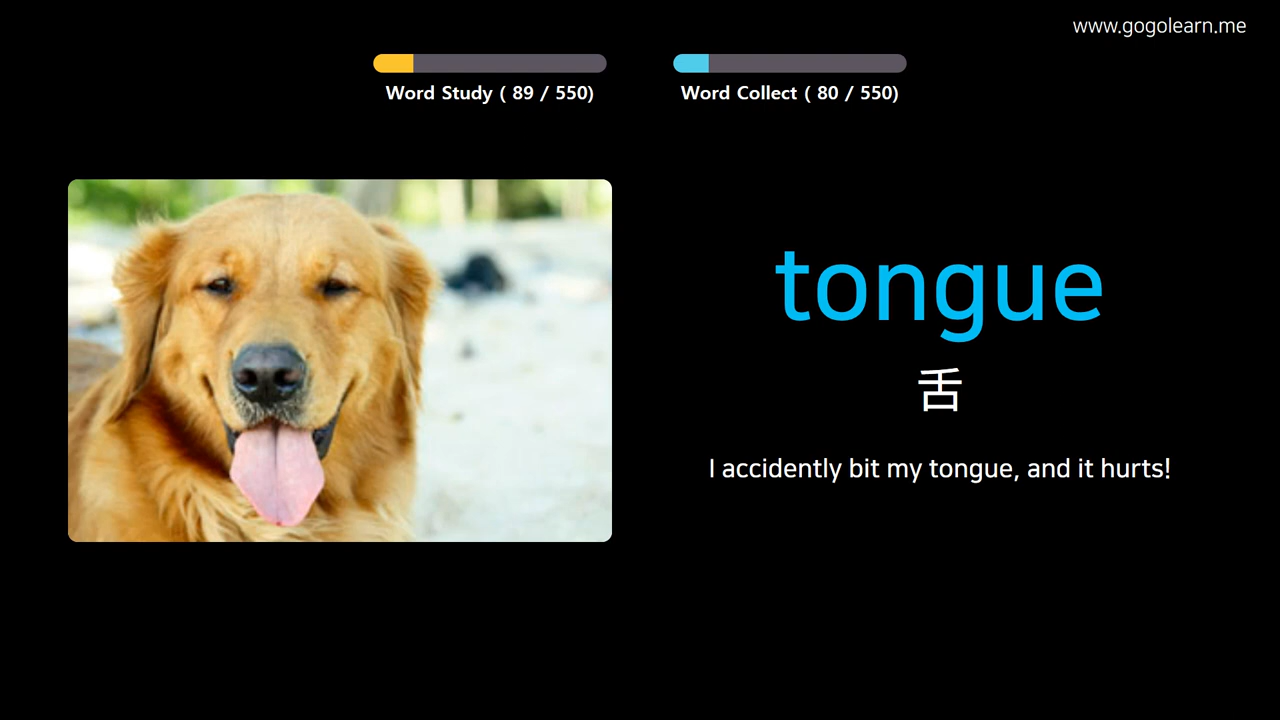 www.gogolearn.me
Word Study ( 89 / 550)
Word Collect ( 80 / 550)
tongue
舌
I accidently bit my tongue, and it hurts!